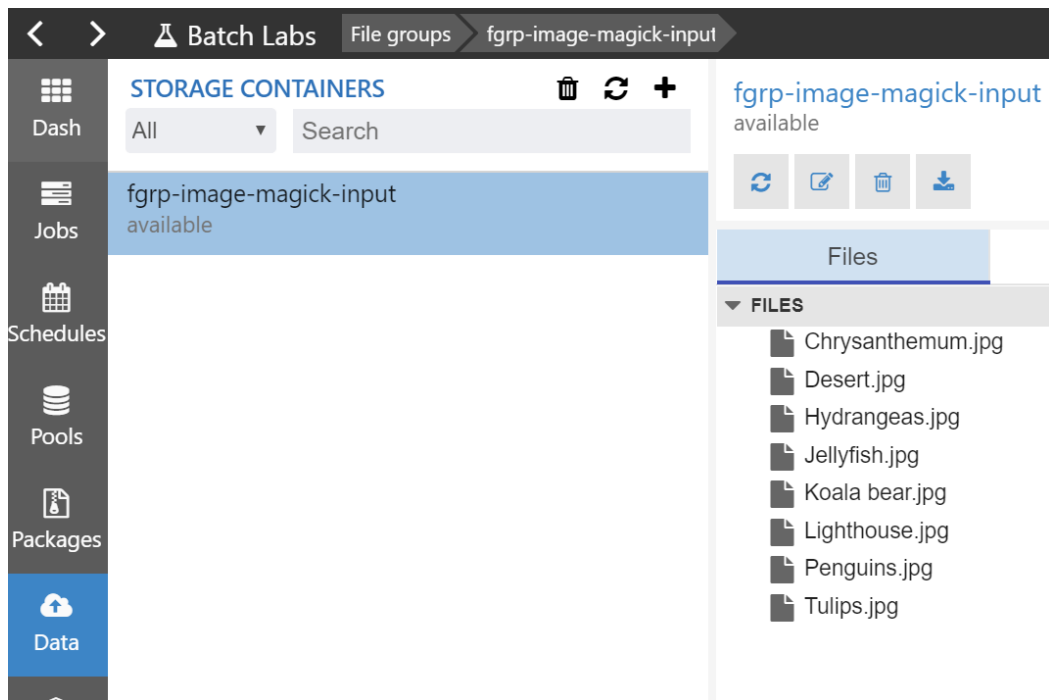 Batch Labs File groups fgrp-image-magick-input
Dash
Jobs
Schedules
Pools
Packages
Data
STORAGE CONTAINERS
All Search
fgrp-image-magick-input
available
fgrp-image-magick-input
available
Files
FILES
Chrysanthemum.jpg
Desert.jpg
Hydrangeas.jpg
Jellyfish.jpg
Koala bear.jpg
Lighthouse.jpg
Penguins.jpg
Tulips.jpg